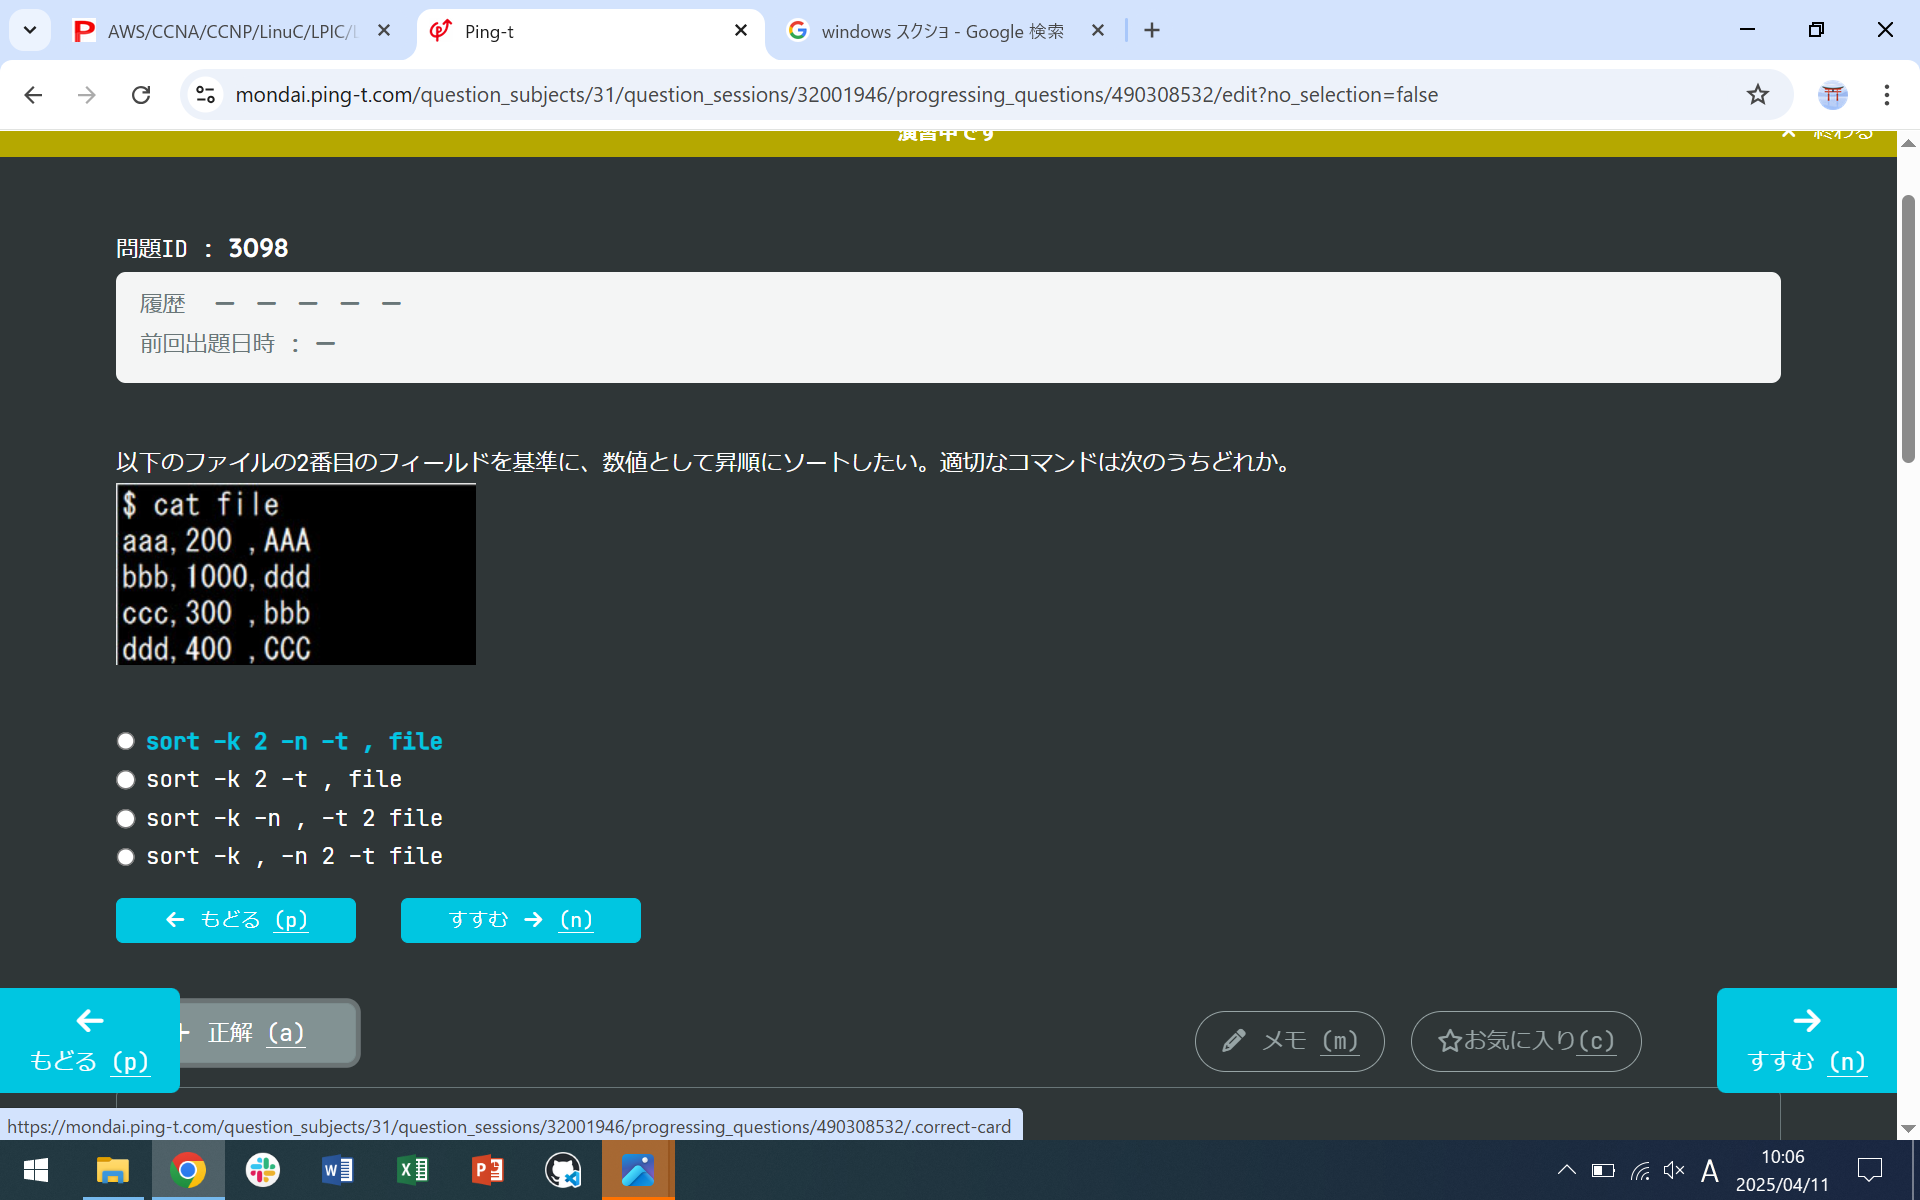 AWS/CCNA/CCNP/LinuC/LPIC/
Ping-t
windows スクショ - Google 検索
mondai.ping-t.com/question_subjects/31/question_sessions/32001946/progressing_questions/490308532/edit?no_selection=false
演習中です
× 終わる
問題ID : 3098
履歴 ー ー ー ー ー
前回出題日時 : ー
以下のファイルの2番目のフィールドを基準に、数値として昇順にソートしたい。適切なコマンドは次のうちどれか。
$ cat file
aaa,200 ,AAA
bbb,1000,ddd
ccc,300 ,bbb
ddd,400 ,CCC
sort -k 2 -n -t , file
sort -k 2 -t , file
sort -k -n , -t 2 file
sort -k , -n 2 -t file
← もどる (p)
すすむ → (n)
← もどる (p)
+ 正解 (a)
メモ (m)
☆お気に入り(c)
→ すすむ (n)
https://mondai.ping-t.com/question_subjects/31/question_sessions/32001946/progressing_questions/490308532/.correct-card
A
10:06
2025/04/11